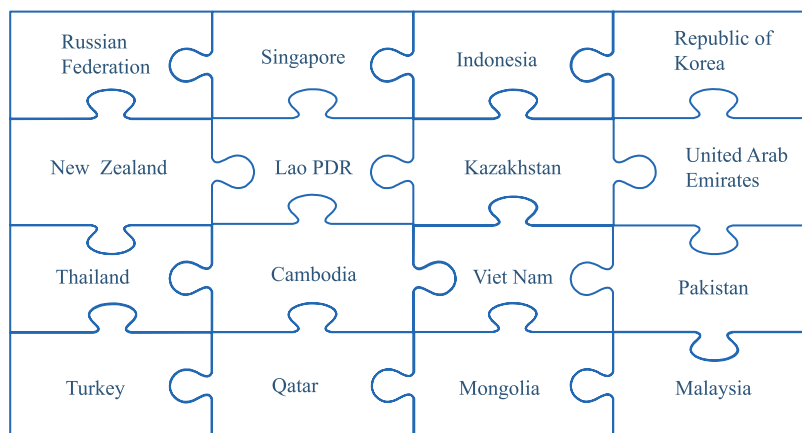 Russian
Federation
Singapore
Indonesia
Republic of
Korea
New Zealand
Lao PDR
Kazakhstan
United Arab
Emirates
Thailand
Cambodia
Viet Nam
Pakistan
Turkey
Qatar
Mongolia
Malaysia